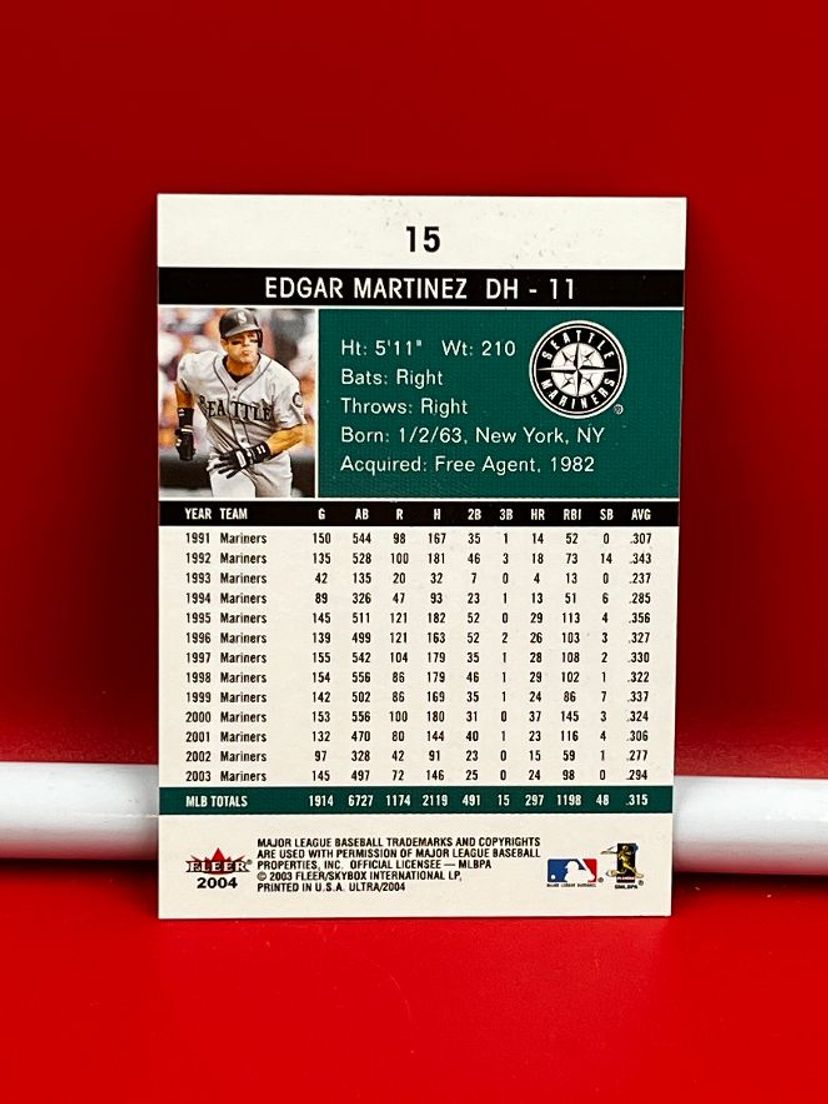 15
EDGAR MARTINEZ DH - 11
SEATTLE
Ht: 5'11" Wt: 210
Bats: Right
Throws: Right
Born: 1/2/63, New York, NY
Acquired: Free Agent, 1982
SEATTLE MARINERS
YEAR TEAM G AB R H 2B 3B HR RBI SB AVG
1991 Mariners 150 544 98 167 35 1 14 52 0 .307
1992 Mariners 135 528 100 181 46 3 18 73 14 .343
1993 Mariners 42 135 20 32 7 0 4 13 0 .237
1994 Mariners 89 326 47 93 23 1 13 51 6 .285
1995 Mariners 145 511 121 182 52 0 29 113 4 .356
1996 Mariners 139 499 121 163 52 2 26 103 3 .327
1997 Mariners 155 542 104 179 35 1 28 108 2 .330
1998 Mariners 154 556 86 179 46 1 29 102 1 .322
1999 Mariners 142 502 86 169 35 1 24 86 7 .337
2000 Mariners 153 556 100 180 31 0 37 145 3 .324
2001 Mariners 132 470 80 144 40 1 23 116 4 .306
2002 Mariners 97 328 42 91 23 0 15 59 1 .277
2003 Mariners 145 497 72 146 25 0 24 98 0 .294
MLB TOTALS 1914 6727 1174 2119 491 15 297 1198 48 .315
FLEER
2004
MAJOR LEAGUE BASEBALL TRADEMARKS AND COPYRIGHTS
ARE USED WITH PERMISSION OF MAJOR LEAGUE BASEBALL
PROPERTIES, INC. OFFICIAL LICENSEE — MLBPA
© 2003 FLEER/SKYBOX INTERNATIONAL LP,
PRINTED IN U.S.A. ULTRA/2004
MAJOR LEAGUE BASEBALL
©MLBPA